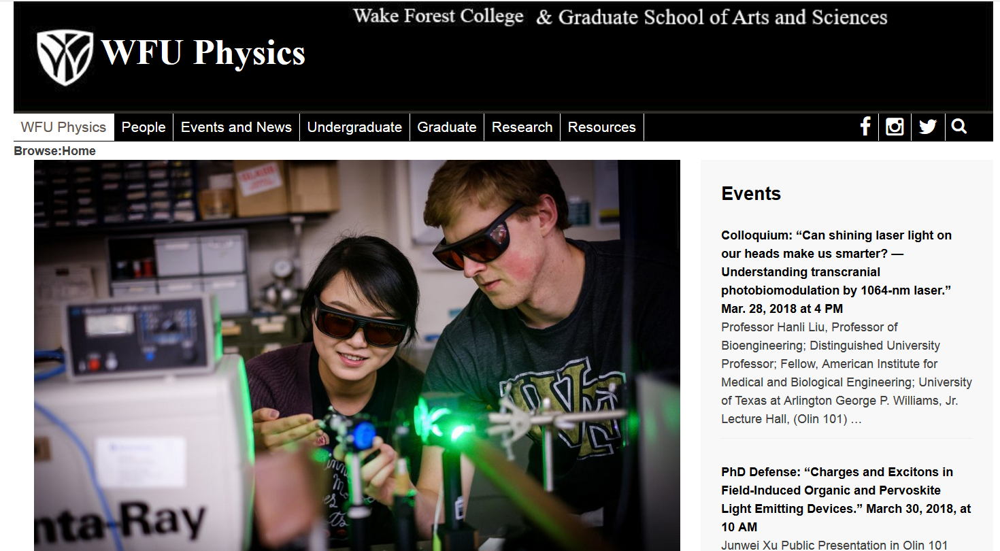 Wake Forest College & Graduate School of Arts and Sciences
WFU Physics
WFU Physics People Events and News Undergraduate Graduate Research Resources
Browse:Home
nta-Ray
Events
Colloquium: “Can shining laser light on
our heads make us smarter? —
Understanding transcranial
photobiomodulation by 1064-nm laser.”
Mar. 28, 2018 at 4 PM
Professor Hanli Liu, Professor of
Bioengineering; Distinguished University
Professor; Fellow, American Institute for
Medical and Biological Engineering; University
of Texas at Arlington George P. Williams, Jr.
Lecture Hall, (Olin 101) …
PhD Defense: “Charges and Excitons in
Field-Induced Organic and Pervoskite
Light Emitting Devices.” March 30, 2018, at
10 AM
Junwei Xu Public Presentation in Olin 101